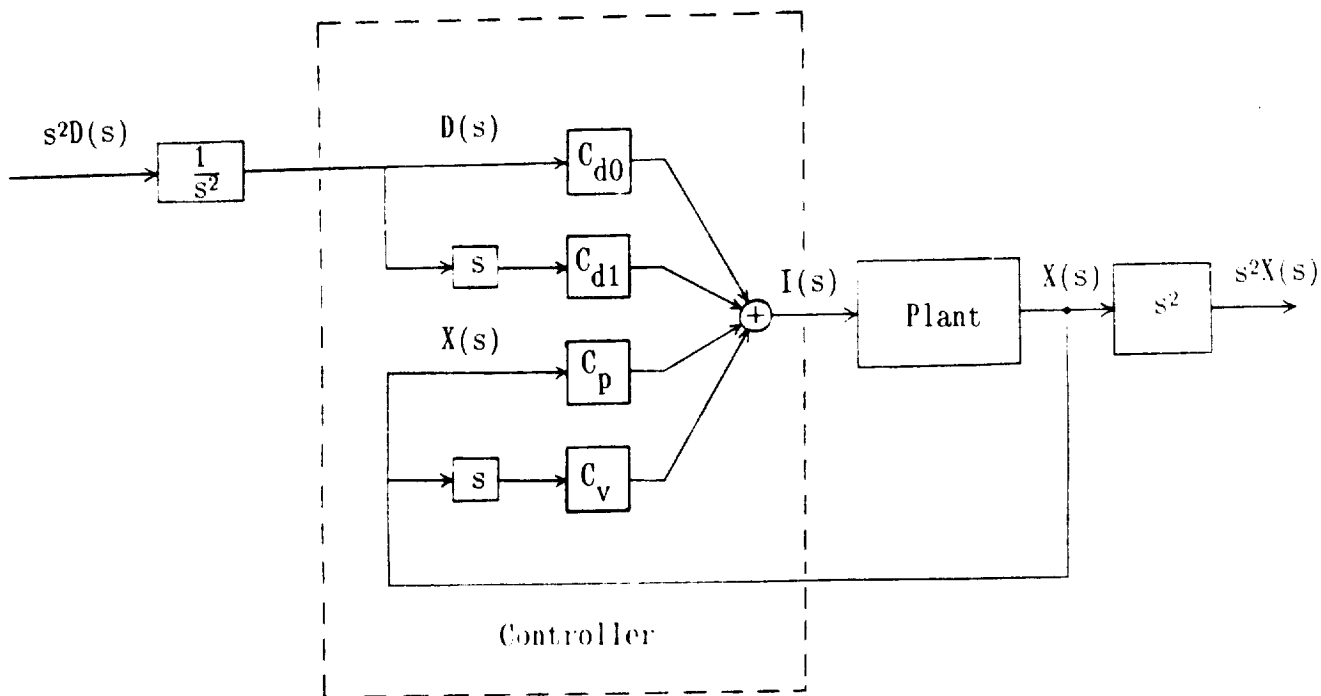 s²D(s)
1
s²
D(s)
C_d0
s
C_d1
I(s)
Plant
X(s)
s²
s²X(s)
+
X(s)
C_p
s
C_v
Controller